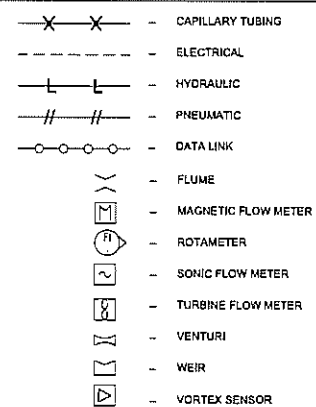 – CAPILLARY TUBING
– ELECTRICAL
L L – HYDRAULIC
– PNEUMATIC
– DATA LINK
– FLUME
M – MAGNETIC FLOW METER
FI – ROTAMETER
– SONIC FLOW METER
– TURBINE FLOW METER
– VENTURI
– WEIR
– VORTEX SENSOR